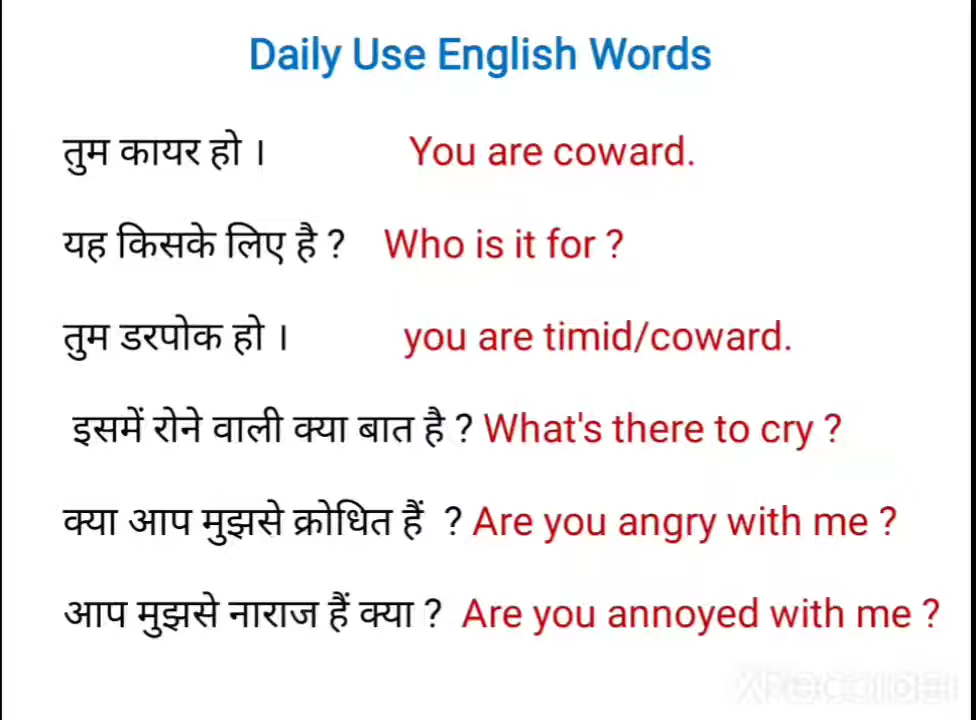 Daily Use English Words
तुम कायर हो । You are coward.
यह किसके लिए है ? Who is it for ?
तुम डरपोक हो । you are timid/coward.
इसमें रोने वाली क्या बात है ? What's there to cry ?
क्या आप मुझसे क्रोधित हैं ? Are you angry with me ?
आप मुझसे नाराज हैं क्या ? Are you annoyed with me ?
XRecorder